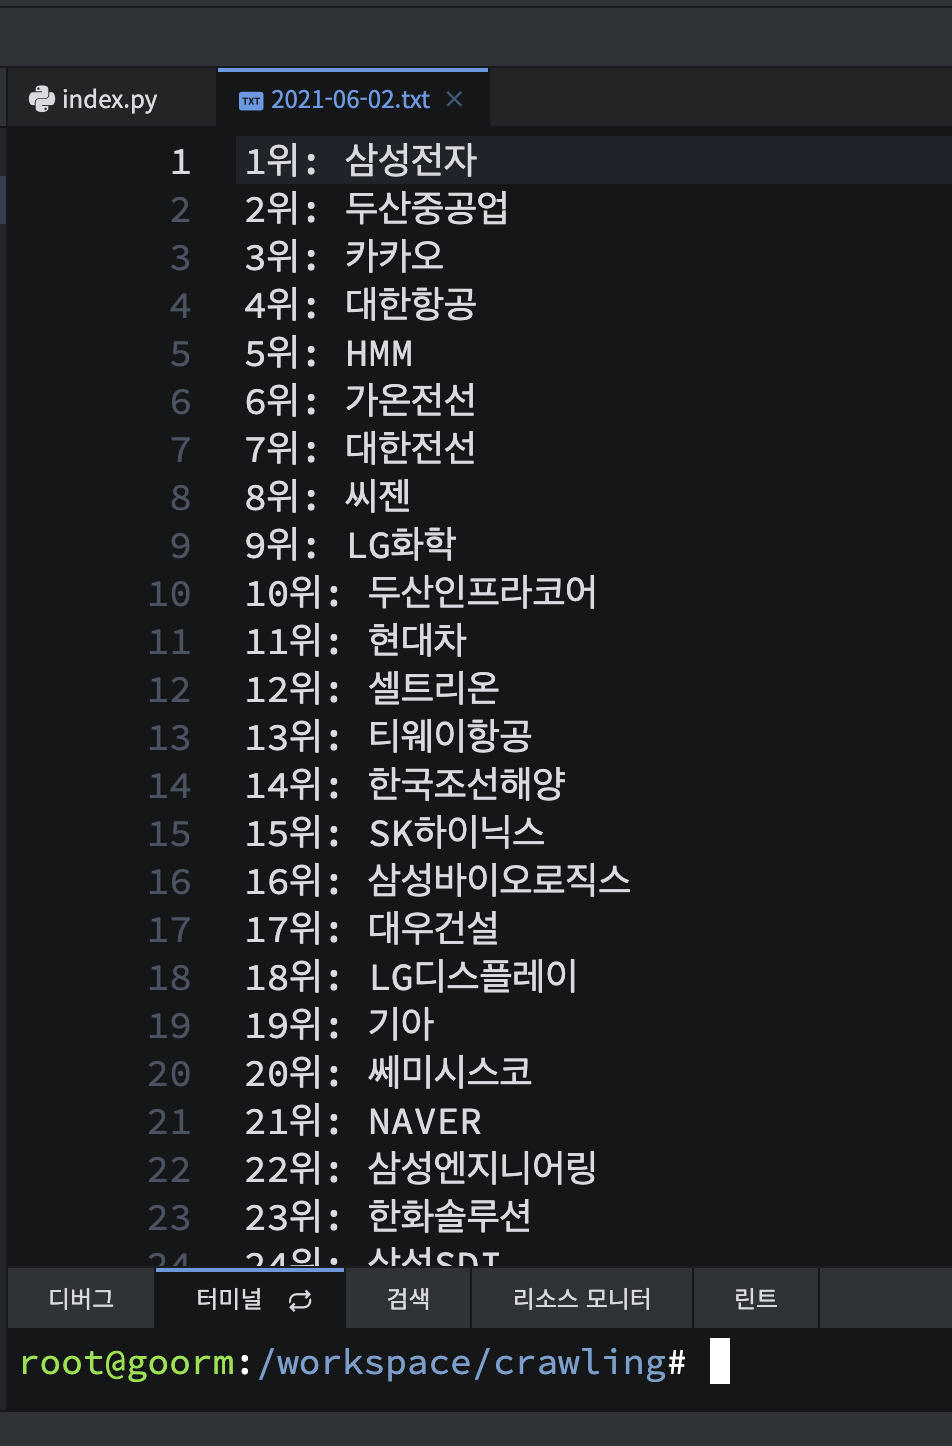 index.py
TXT 2021-06-02.txt ×
1 1위: 삼성전자
2 2위: 두산중공업
3 3위: 카카오
4 4위: 대한항공
5 5위: HMM
6 6위: 가온전선
7 7위: 대한전선
8 8위: 씨젠
9 9위: LG화학
10 10위: 두산인프라코어
11 11위: 현대차
12 12위: 셀트리온
13 13위: 티웨이항공
14 14위: 한국조선해양
15 15위: SK하이닉스
16 16위: 삼성바이오로직스
17 17위: 대우건설
18 18위: LG디스플레이
19 19위: 기아
20 20위: 쎄미시스코
21 21위: NAVER
22 22위: 삼성엔지니어링
23 23위: 한화솔루션
24 24위: 삼성SDI
디버그 터미널 검색 리소스 모니터 린트
root@goorm:/workspace/crawling#